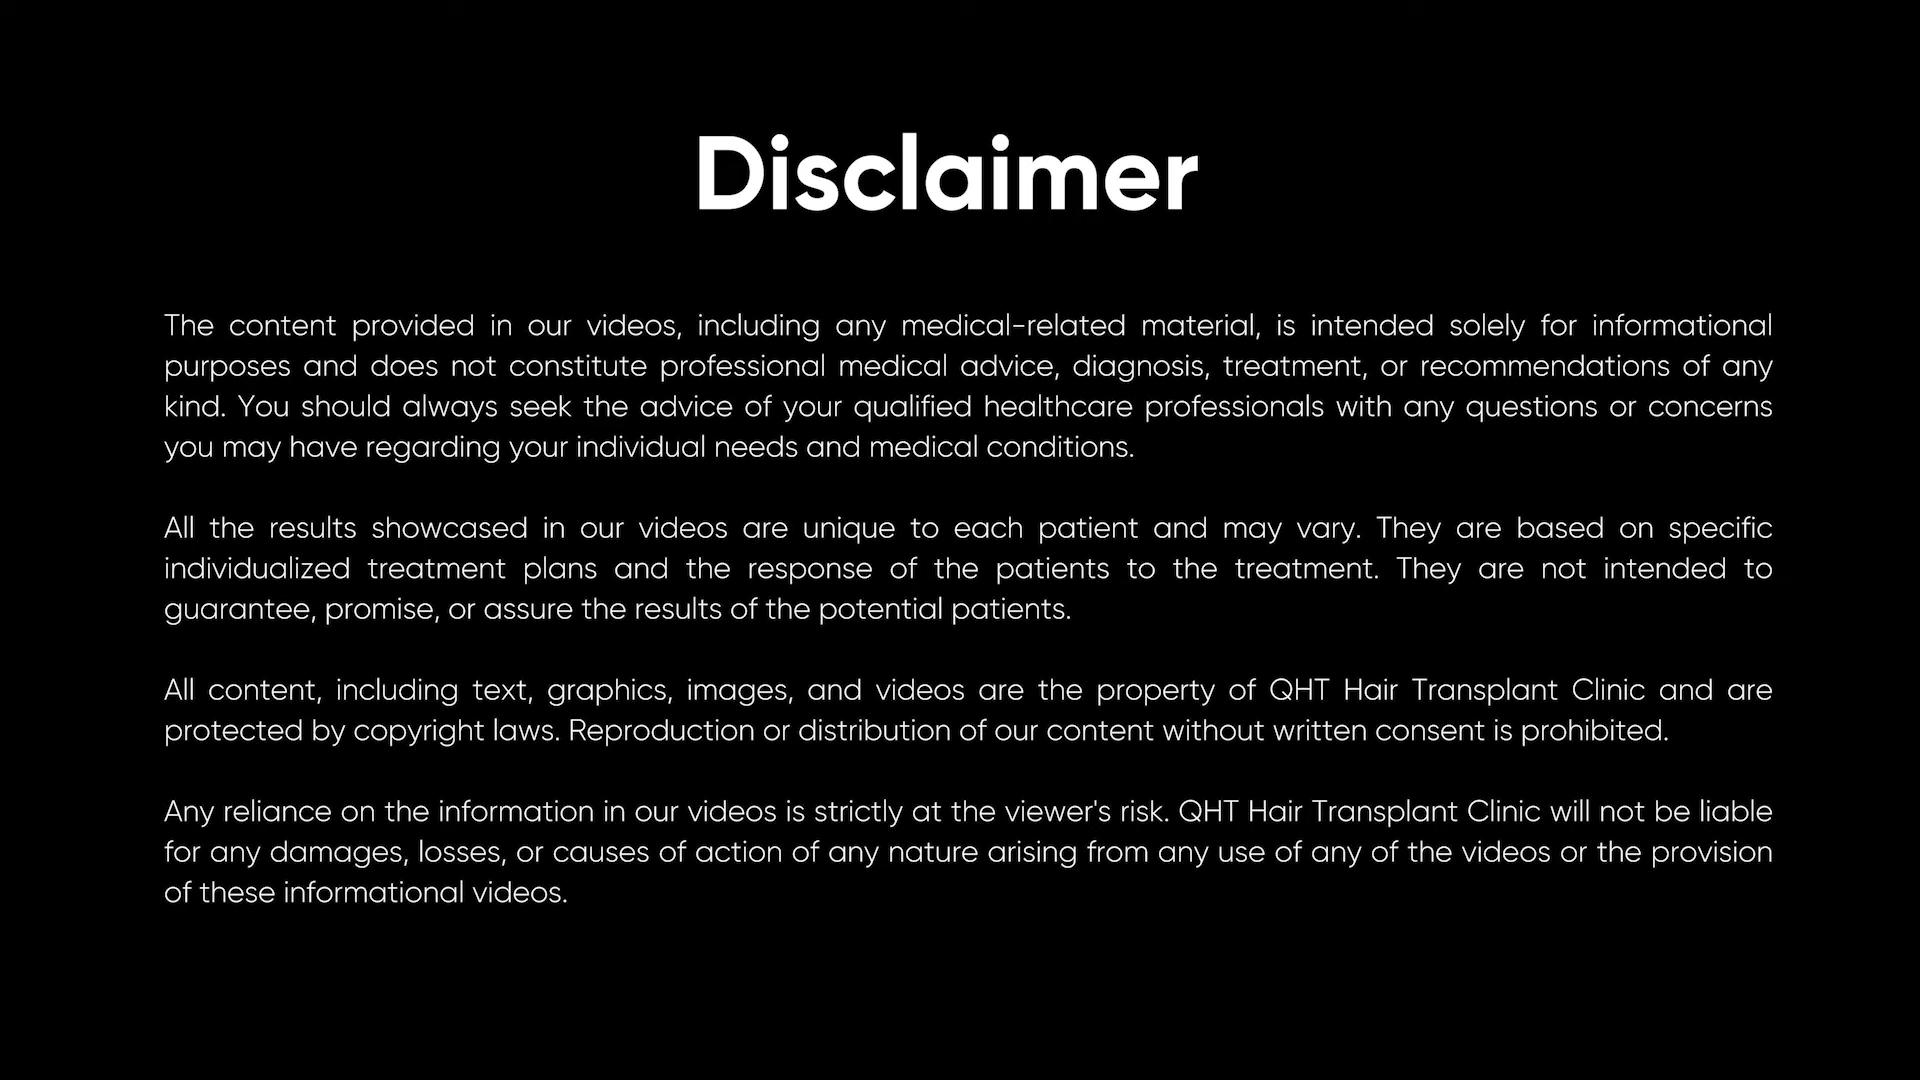 Disclaimer
The content provided in our videos, including any medical-related material, is intended solely for informational
purposes and does not constitute professional medical advice, diagnosis, treatment, or recommendations of any
kind. You should always seek the advice of your qualified healthcare professionals with any questions or concerns
you may have regarding your individual needs and medical conditions.
All the results showcased in our videos are unique to each patient and may vary. They are based on specific
individualized treatment plans and the response of the patients to the treatment. They are not intended to
guarantee, promise, or assure the results of the potential patients.
All content, including text, graphics, images, and videos are the property of QHT Hair Transplant Clinic and are
protected by copyright laws. Reproduction or distribution of our content without written consent is prohibited.
Any reliance on the information in our videos is strictly at the viewer's risk. QHT Hair Transplant Clinic will not be liable
for any damages, losses, or causes of action of any nature arising from any use of any of the videos or the provision
of these informational videos.